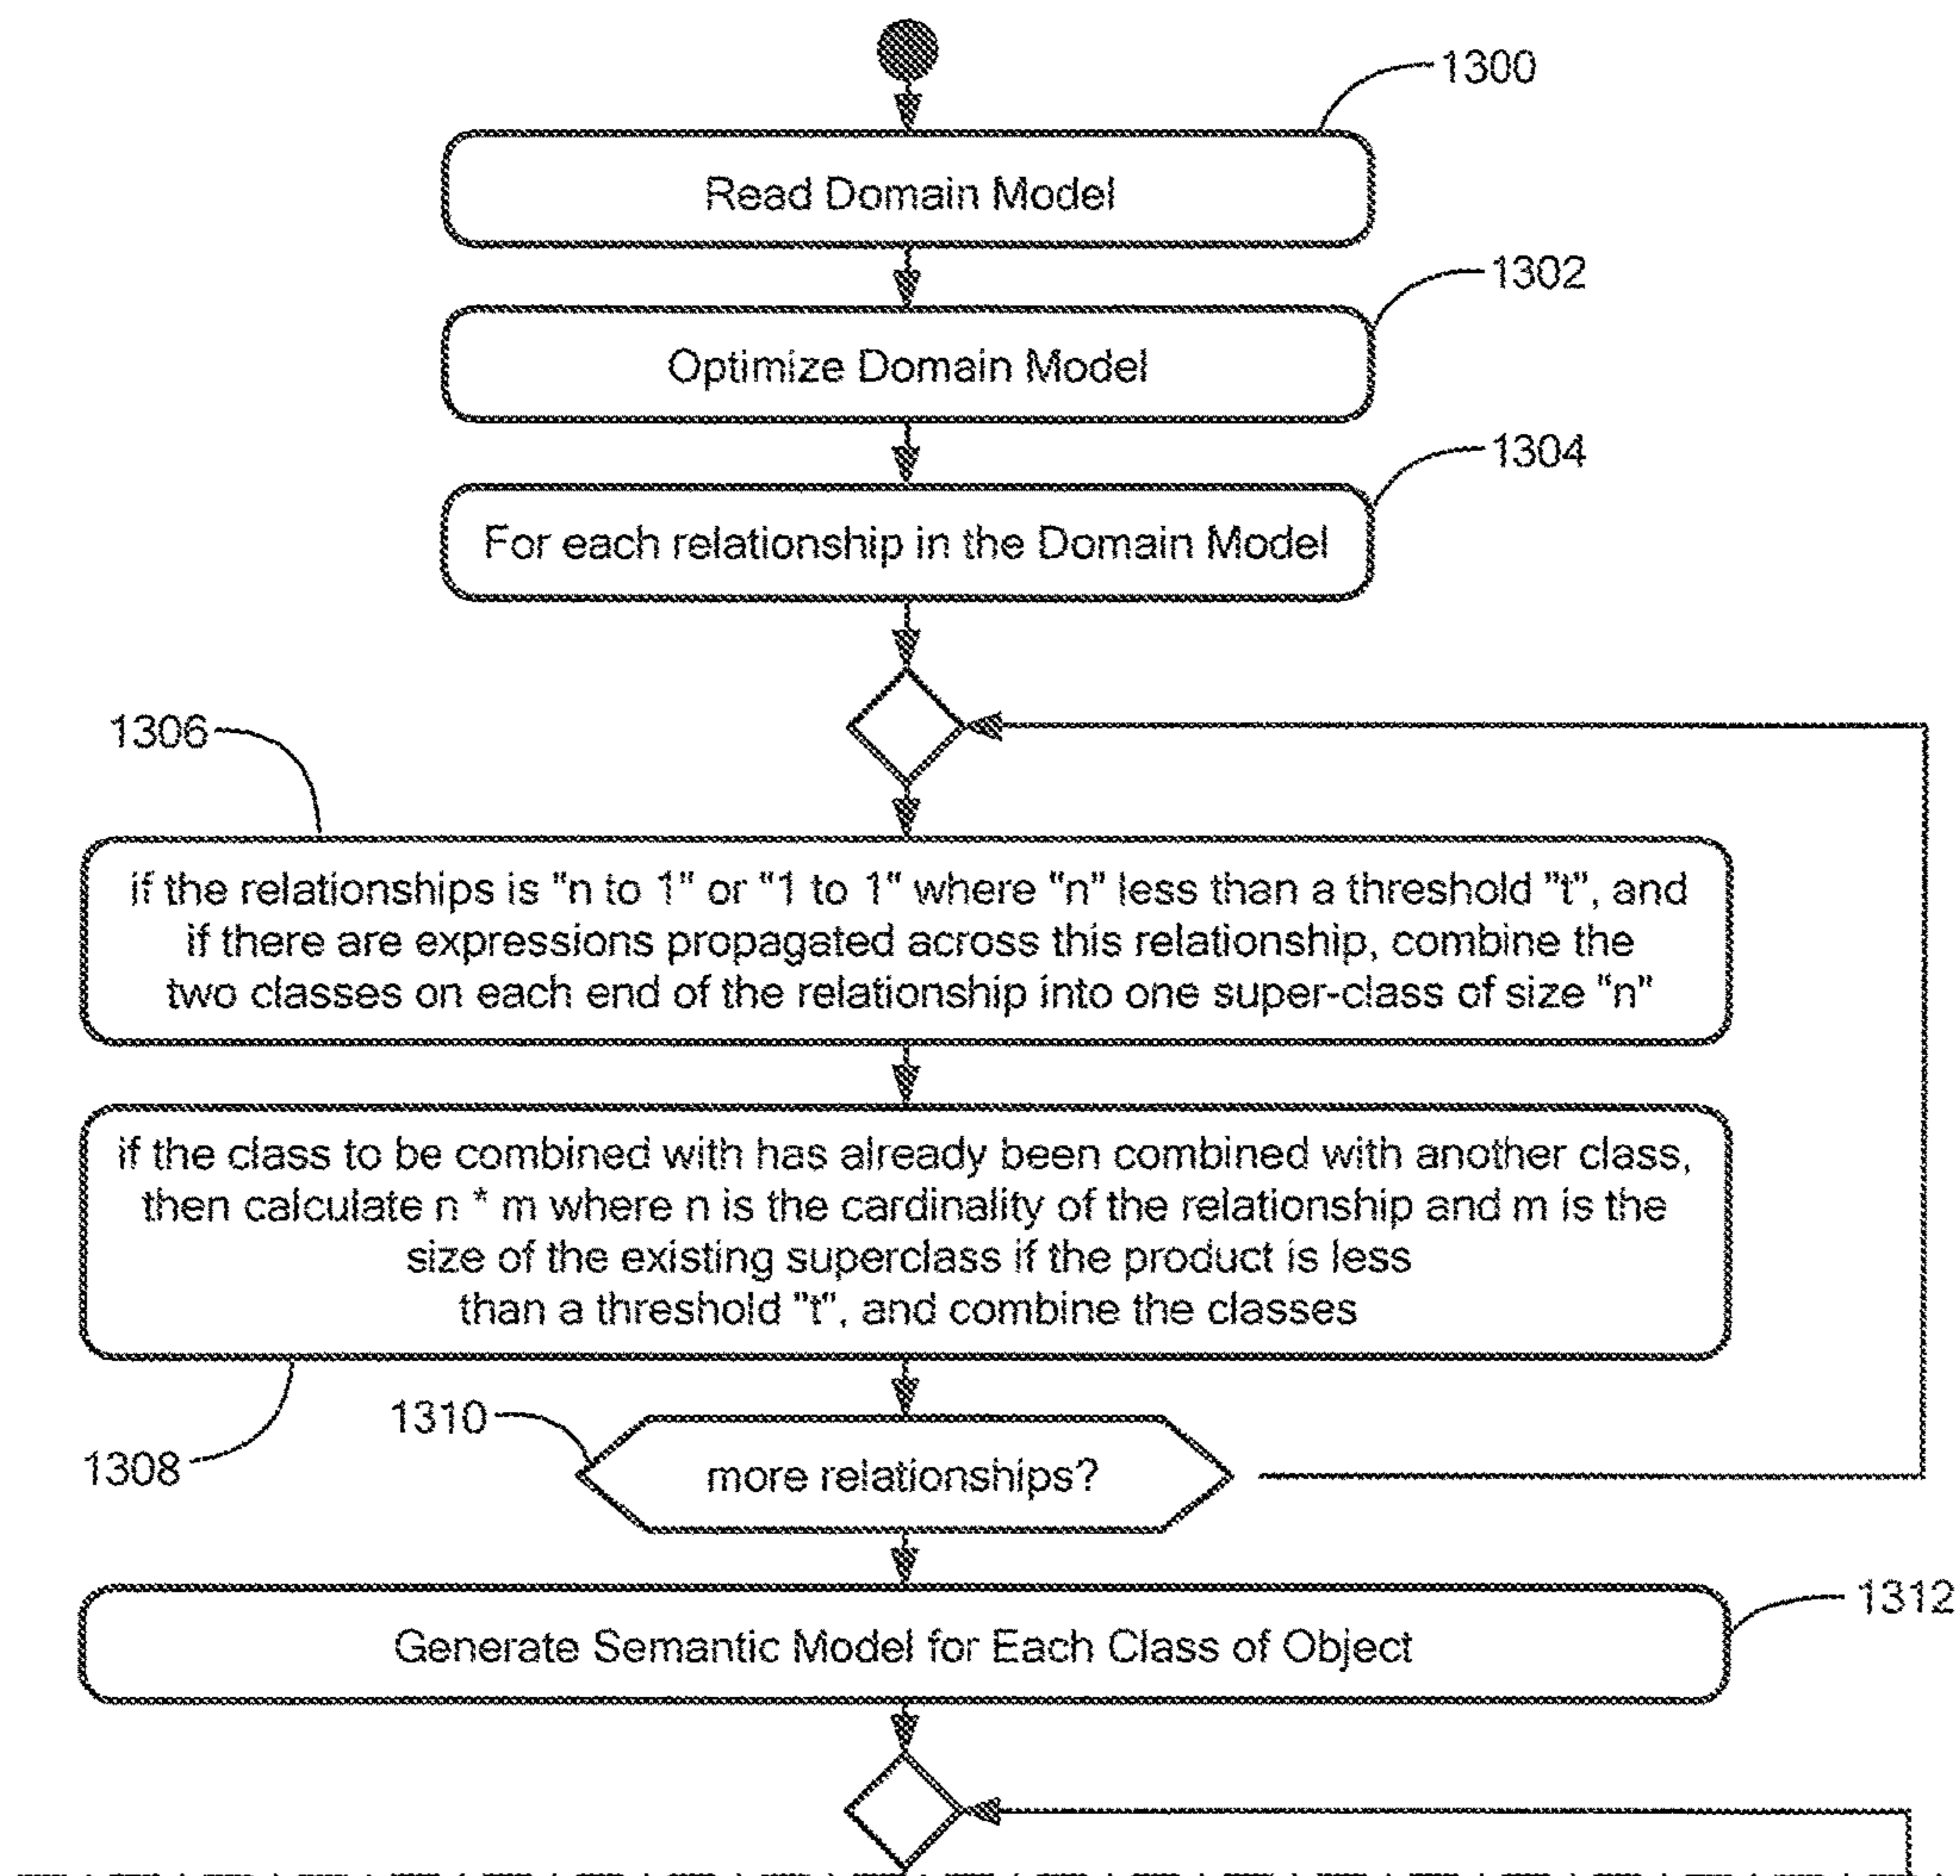 1300
Read Domain Model
1302
Optimize Domain Model
1304
For each relationship in the Domain Model
1306
if the relationships is "n to 1" or "1 to 1" where "n" less than a threshold "t", and
if there are expressions propagated across this relationship, combine the
two classes on each end of the relationship into one super-class of size "n"
if the class to be combined with has already been combined with another class,
then calculate n * m where n is the cardinality of the relationship and m is the
size of the existing superclass if the product is less
than a threshold "t", and combine the classes
1310
1308
more relationships?
1312
Generate Semantic Model for Each Class of Object